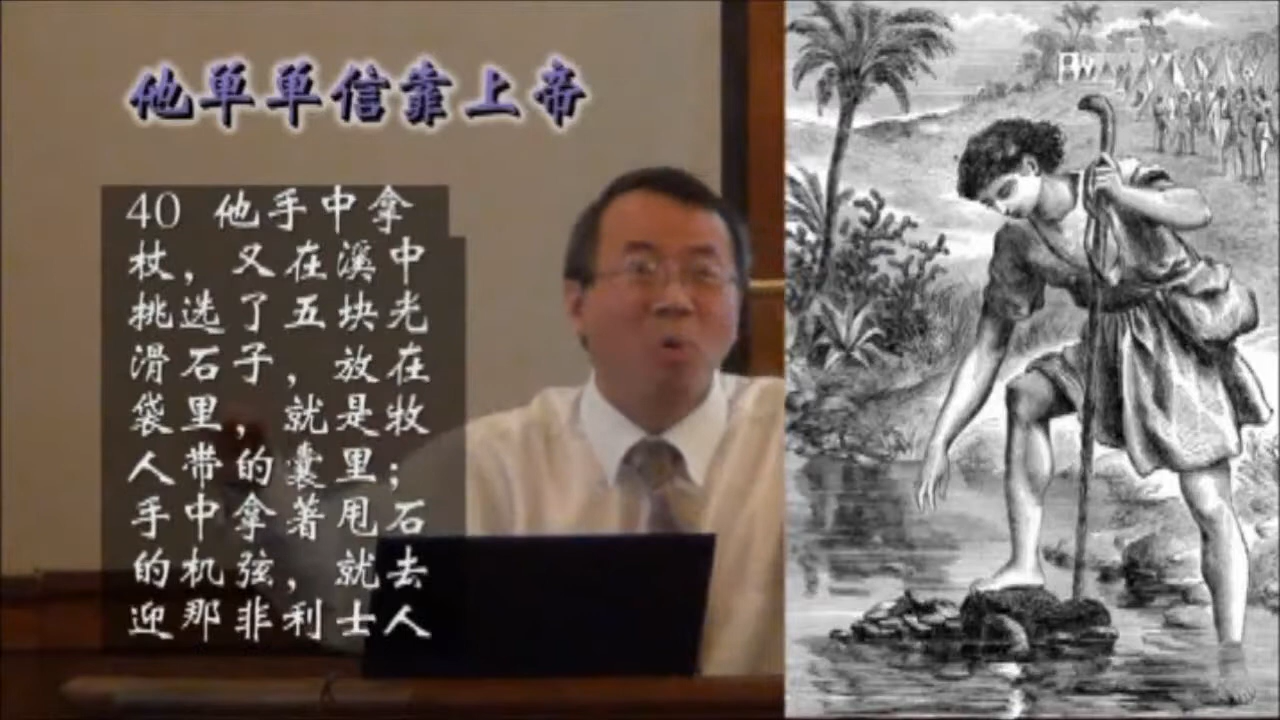 他单单信靠上帝
40 他手中拿
杖，又在溪中
挑选了五块光
滑石子，放在
袋里，就是牧
人带的囊里；
手中拿著甩石
的机弦，就去
迎那非利士人